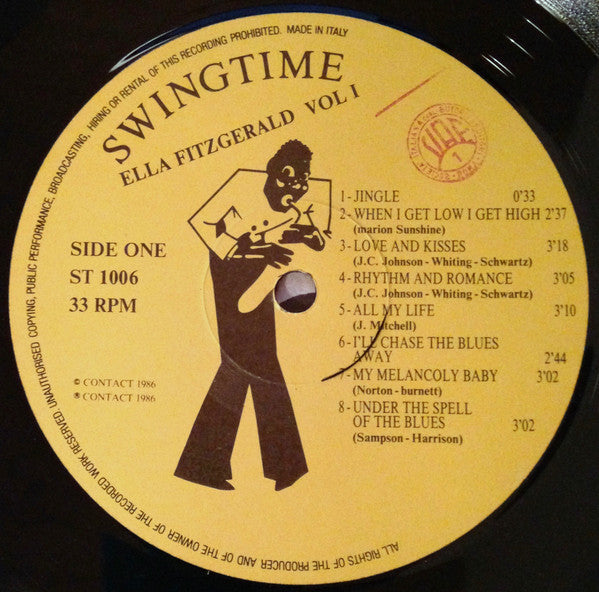 SWINGTIME
ELLA FITZGERALD VOL I
SIDE ONE
ST 1006
33 RPM
© CONTACT 1986
℗ CONTACT 1986
1 - JINGLE 0'33
2 - WHEN I GET LOW I GET HIGH 2'37
(marion Sunshine)
3 - LOVE AND KISSES 3'18
(J.C. Johnson - Whiting - Schwartz)
4 - RHYTHM AND ROMANCE 3'05
(J.C. Johnson - Whiting - Schwartz)
5 - ALL MY LIFE 3'10
(J. Mitchell)
6 - I'LL CHASE THE BLUES
AWAY 2'44
7 - MY MELANCOLY BABY 3'02
(Norton - burnett)
8 - UNDER THE SPELL
OF THE BLUES 3'02
(Sampson - Harrison)
ALL RIGHTS OF THE PRODUCER AND OF THE OWNER OF THE RECORDED WORK RESERVED. UNAUTHORISED COPYING, PUBLIC PERFORMANCE, BROADCASTING, HIRING OR RENTAL OF THIS RECORDING PROHIBITED. MADE IN ITALY